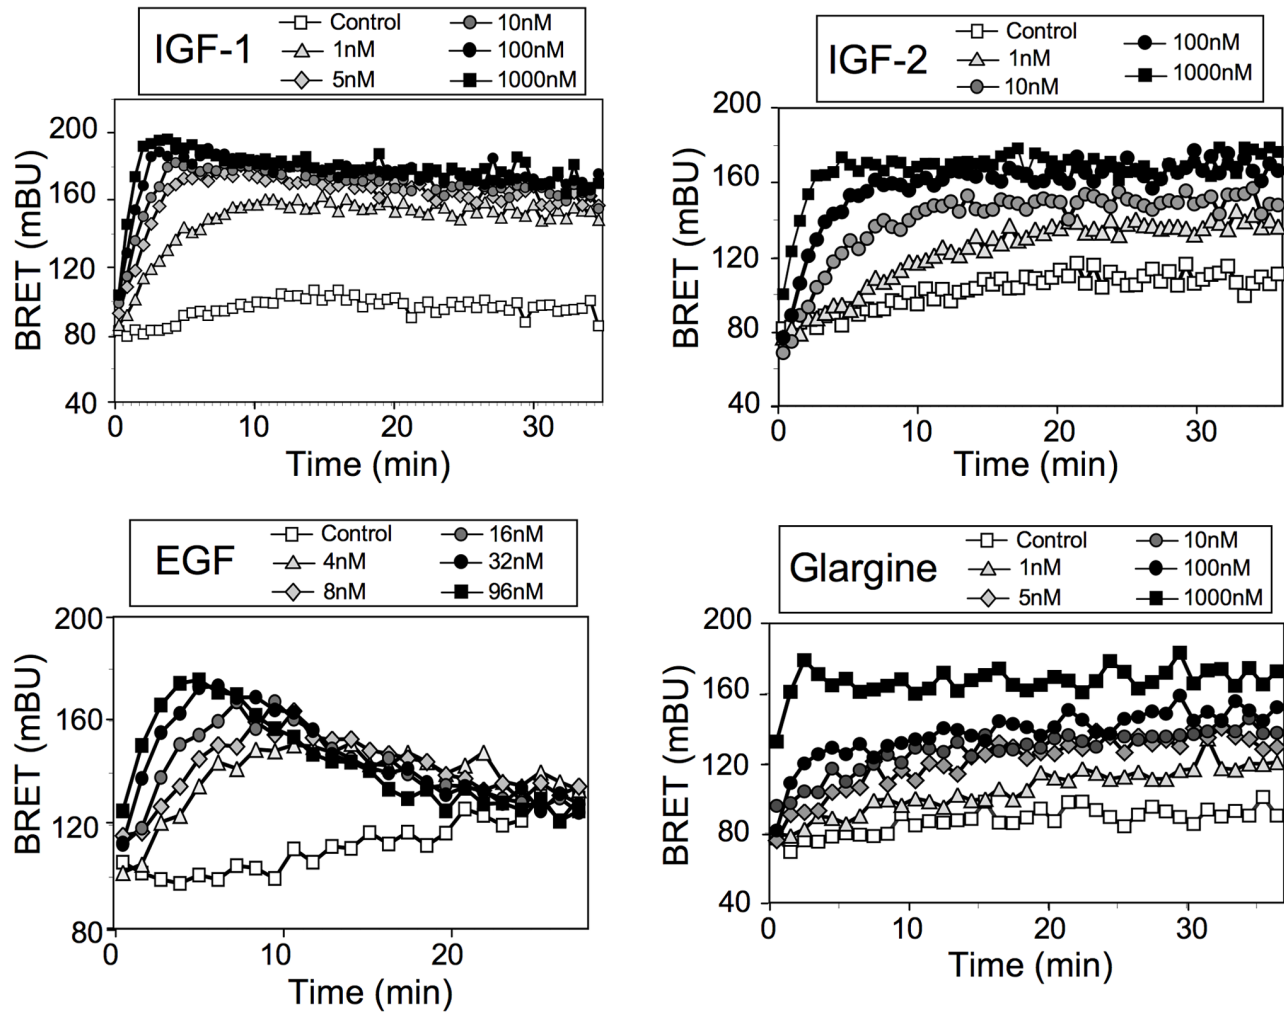 IGF-1
Control
1nM
5nM
10nM
100nM
1000nM
200
160
120
80
40
BRET (mBU)
0
10
20
30
Time (min)
IGF-2
Control
1nM
10nM
100nM
1000nM
200
160
120
80
40
BRET (mBU)
0
10
20
30
Time (min)
EGF
Control
4nM
8nM
16nM
32nM
96nM
200
160
120
80
BRET (mBU)
0
10
20
Time (min)
Glargine
Control
1nM
5nM
10nM
100nM
1000nM
200
160
120
80
40
BRET (mBU)
0
10
20
30
Time (min)